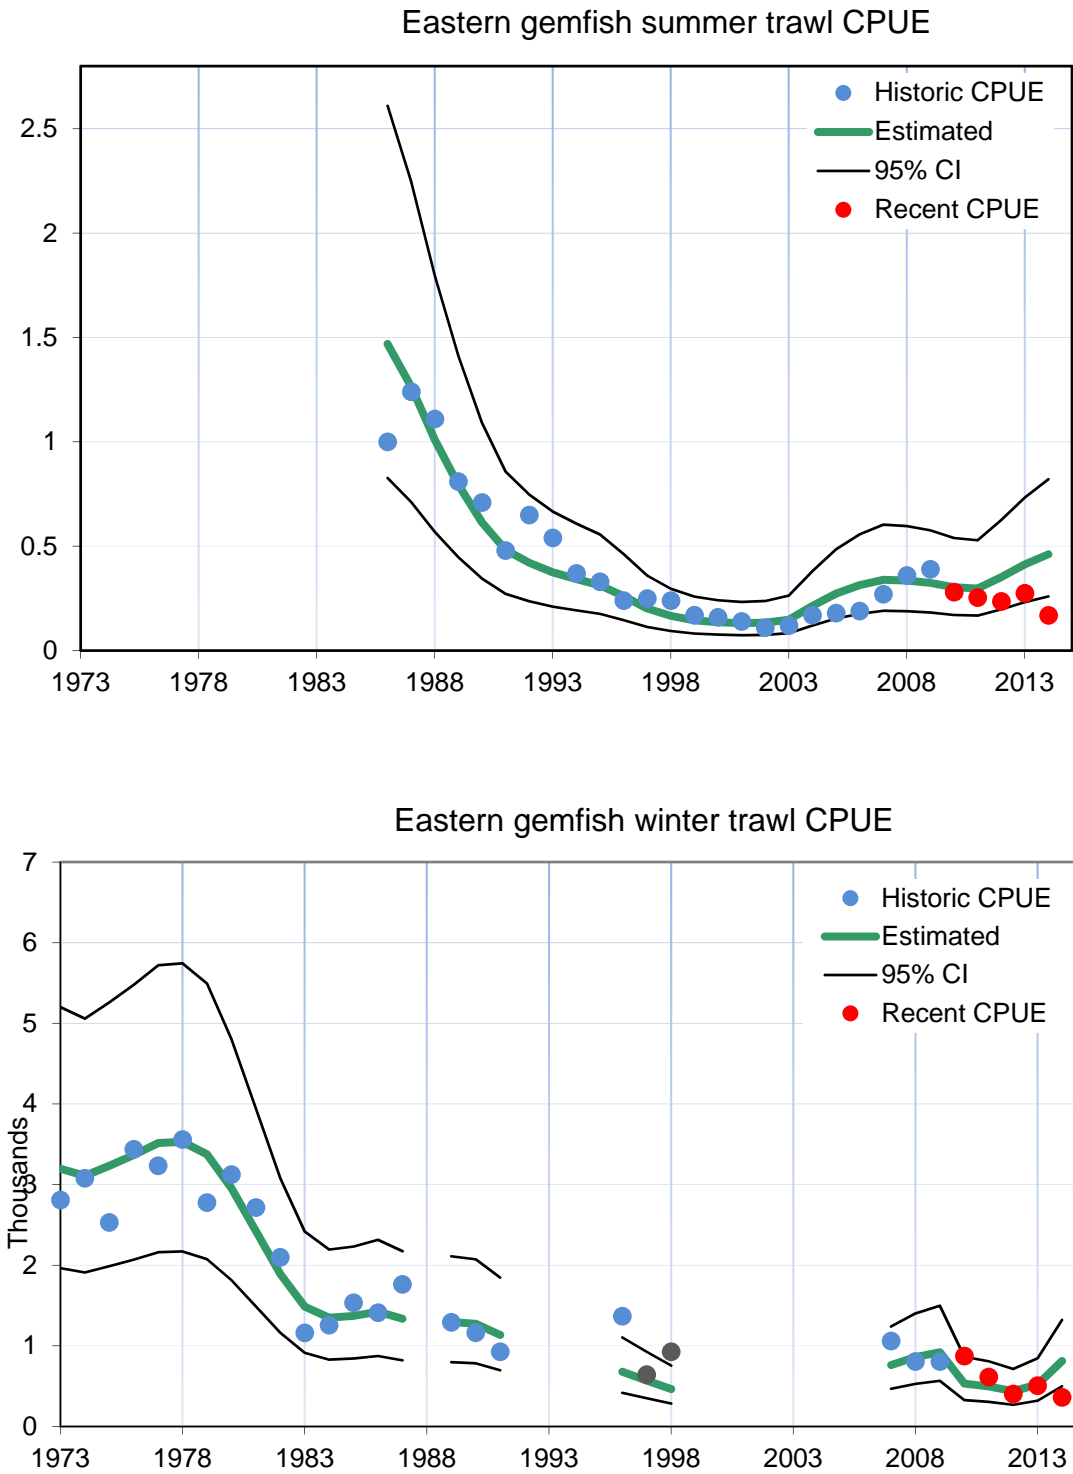 Eastern gemfish summer trawl CPUE
Historic CPUE
Estimated
95% CI
Recent CPUE
2.5
2
1.5
1
0.5
0
1973 1978 1983 1988 1993 1998 2003 2008 2013
Eastern gemfish winter trawl CPUE
Historic CPUE
Estimated
95% CI
Recent CPUE
Thousands
7
6
5
4
3
2
1
0
1973 1978 1983 1988 1993 1998 2003 2008 2013